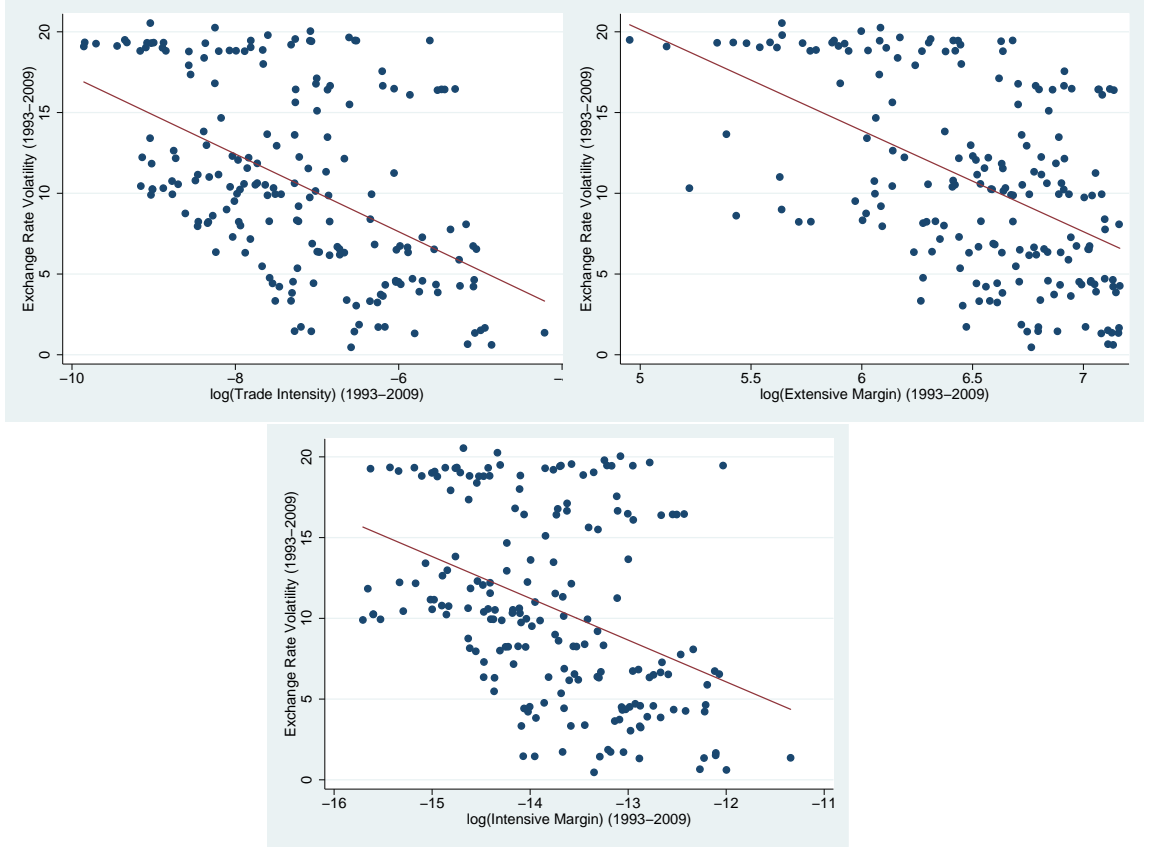 Exchange Rate Volatility (1993−2009)
20
15
10
5
0
−10 −8 −6 −
log(Trade Intensity) (1993−2009)
Exchange Rate Volatility (1993−2009)
20
15
10
5
0
5 5.5 6 6.5 7
log(Extensive Margin) (1993−2009)
Exchange Rate Volatility (1993−2009)
20
15
10
5
0
−16 −15 −14 −13 −12 −11
log(Intensive Margin) (1993−2009)